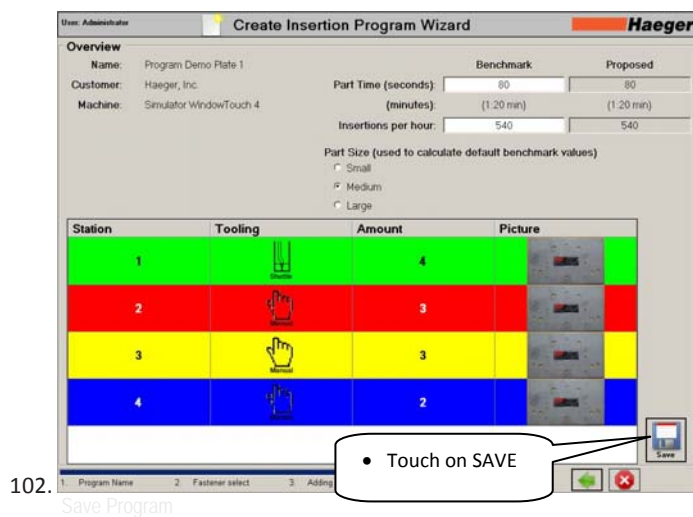 User: Administrator
Create Insertion Program Wizard
Haeger
Overview
Name: Program Demo Plate 1
Customer: Haeger, Inc.
Machine: Simulator WindowTouch 4
Benchmark Proposed
Part Time (seconds): 80 80
(minutes): (1:20 min) (1:20 min)
Insertions per hour: 540 540
Part Size (used to calculate default benchmark values)
Small
Medium
Large
Station Tooling Amount Picture
1 Shuttle 4
2 Manual 3
3 Manual 3
4 Manual 2
• Touch on SAVE
Save
102.
1. Program Name 2. Fastener select 3. Adding
Save Program